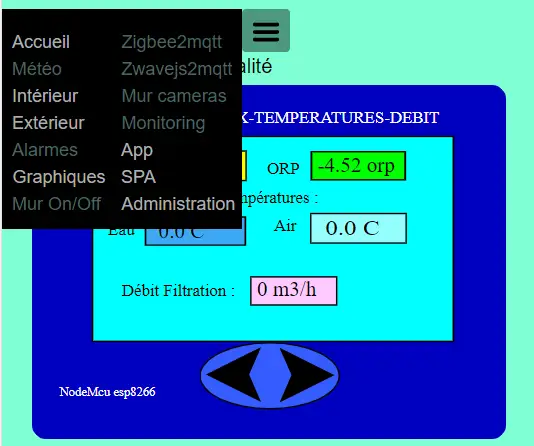 Accueil
Météo
Intérieur
Extérieur
Alarmes
Graphiques
Mur On/Off
Zigbee2mqtt
Zwavejs2mqtt
Mur cameras
Monitoring
App
SPA
Administration
alité
X-TEMPERATURES-DEBIT
ORP
-4.52 orp
mpératures :
Eau
0.0 C
Air
0.0 C
Débit Filtration :
0 m3/h
NodeMcu esp8266